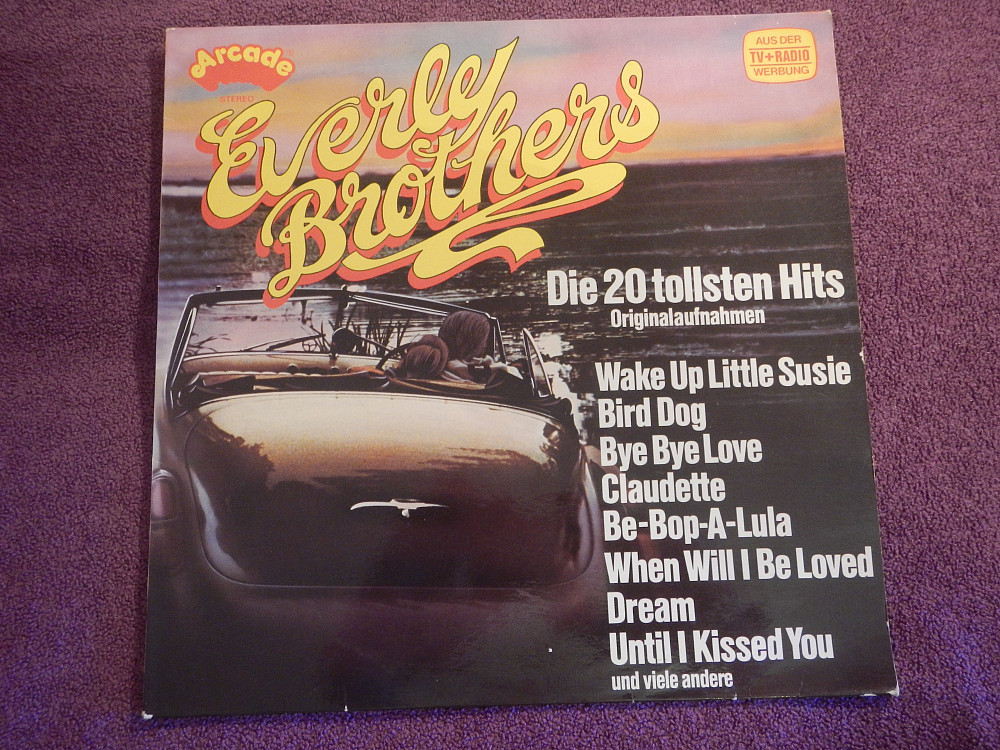 Arcade
STEREO
AUS DER
TV+RADIO
WERBUNG
Everly
Brothers
Die 20 tollsten Hits
Originalaufnahmen
Wake Up Little Susie
Bird Dog
Bye Bye Love
Claudette
Be-Bop-A-Lula
When Will I Be Loved
Dream
Until I Kissed You
und viele andere